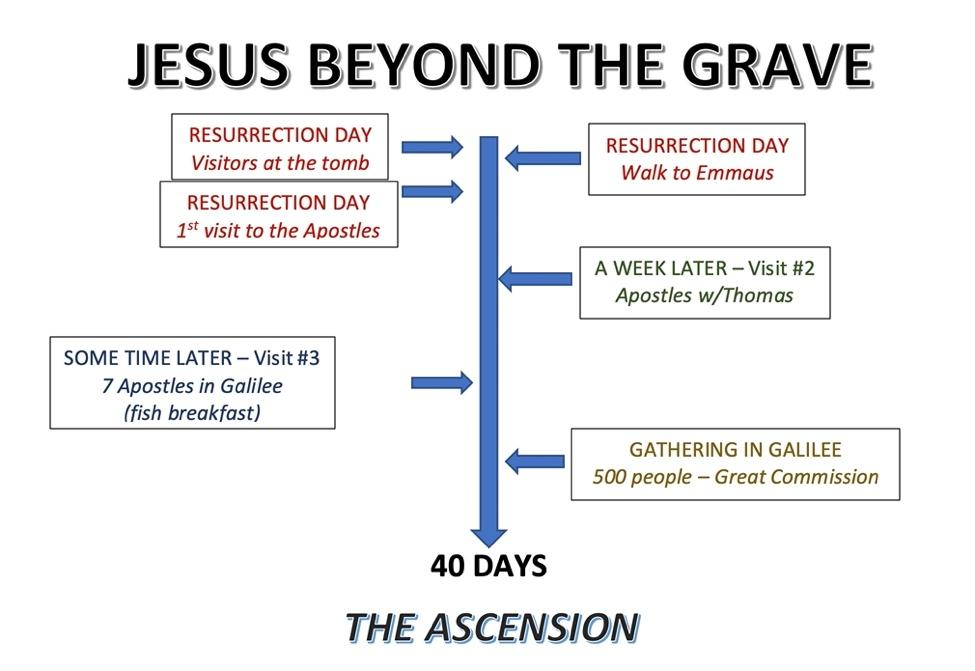 JESUS BEYOND THE GRAVE
RESURRECTION DAY
Visitors at the tomb
RESURRECTION DAY
Walk to Emmaus
RESURRECTION DAY
1st visit to the Apostles
A WEEK LATER – Visit #2
Apostles w/Thomas
SOME TIME LATER – Visit #3
7 Apostles in Galilee
(fish breakfast)
GATHERING IN GALILEE
500 people – Great Commission
40 DAYS
THE ASCENSION